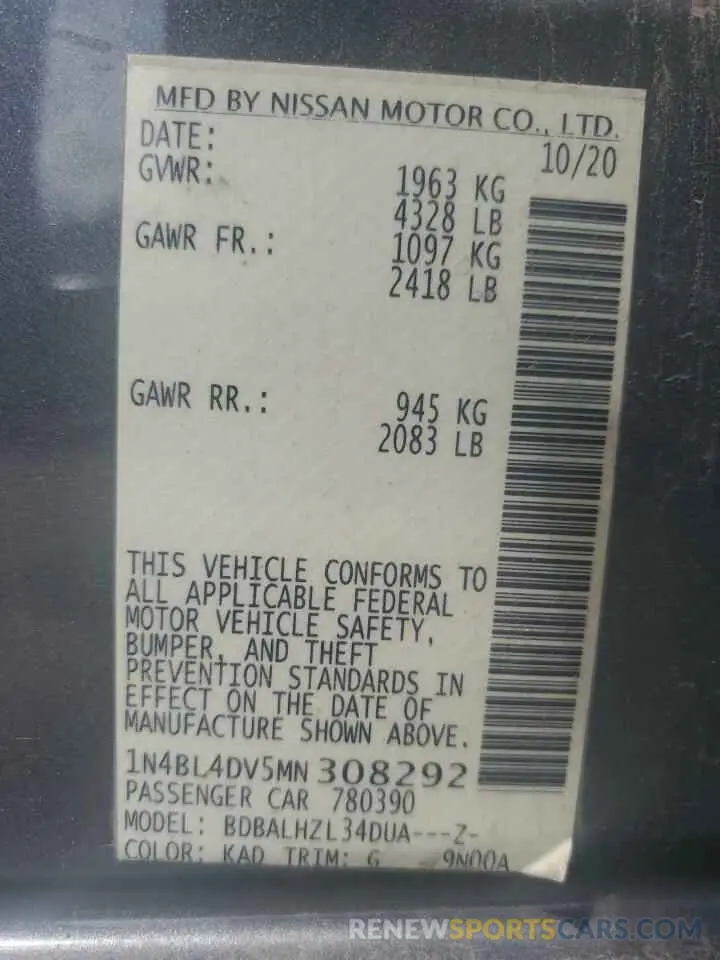 MFD BY NISSAN MOTOR CO., LTD.
DATE: 10/20
GVWR: 1963 KG
4328 LB
GAWR FR.: 1097 KG
2418 LB
GAWR RR.: 945 KG
2083 LB
THIS VEHICLE CONFORMS TO
ALL APPLICABLE FEDERAL
MOTOR VEHICLE SAFETY,
BUMPER, AND THEFT
PREVENTION STANDARDS IN
EFFECT ON THE DATE OF
MANUFACTURE SHOWN ABOVE.
1N4BL4DV5MN308292
PASSENGER CAR 780390
MODEL: BDBALHZL34DUA---Z-
COLOR: KAD TRIM: G 9N00A
RENEWSPORTSCARS.COM